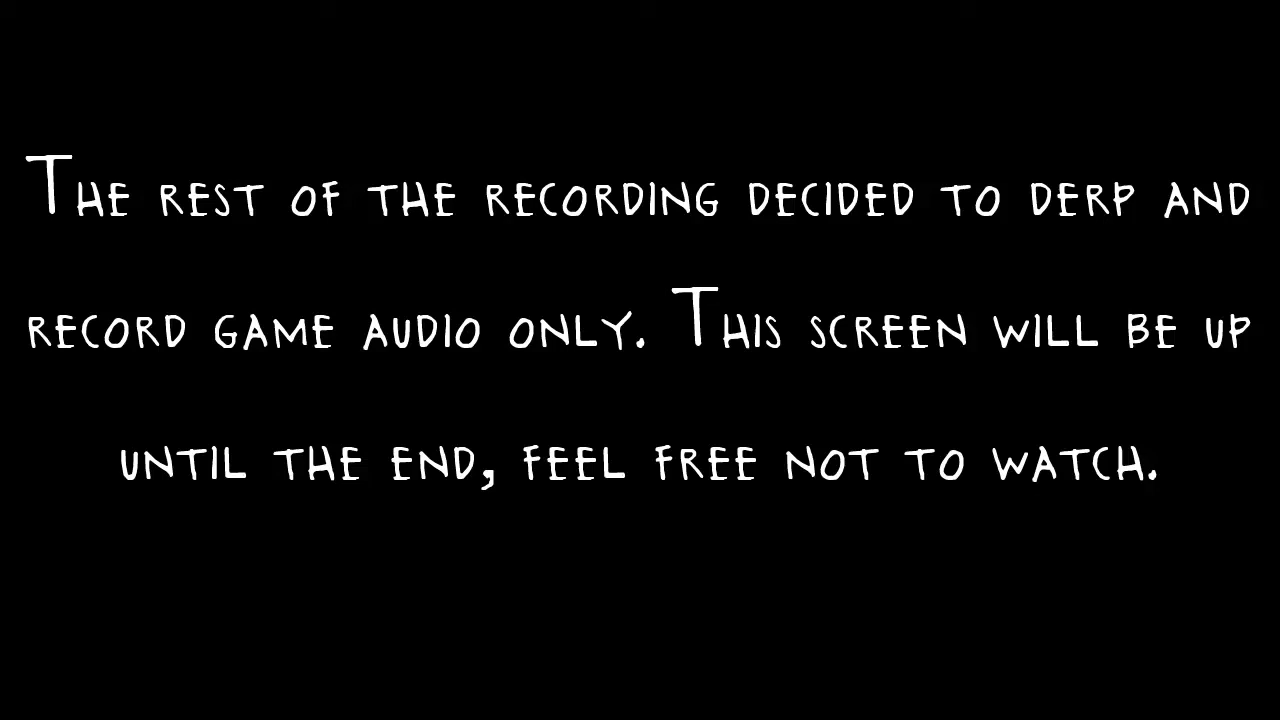 The rest of the recording decided to derp and
record game audio only. This screen will be up
until the end, feel free not to watch.